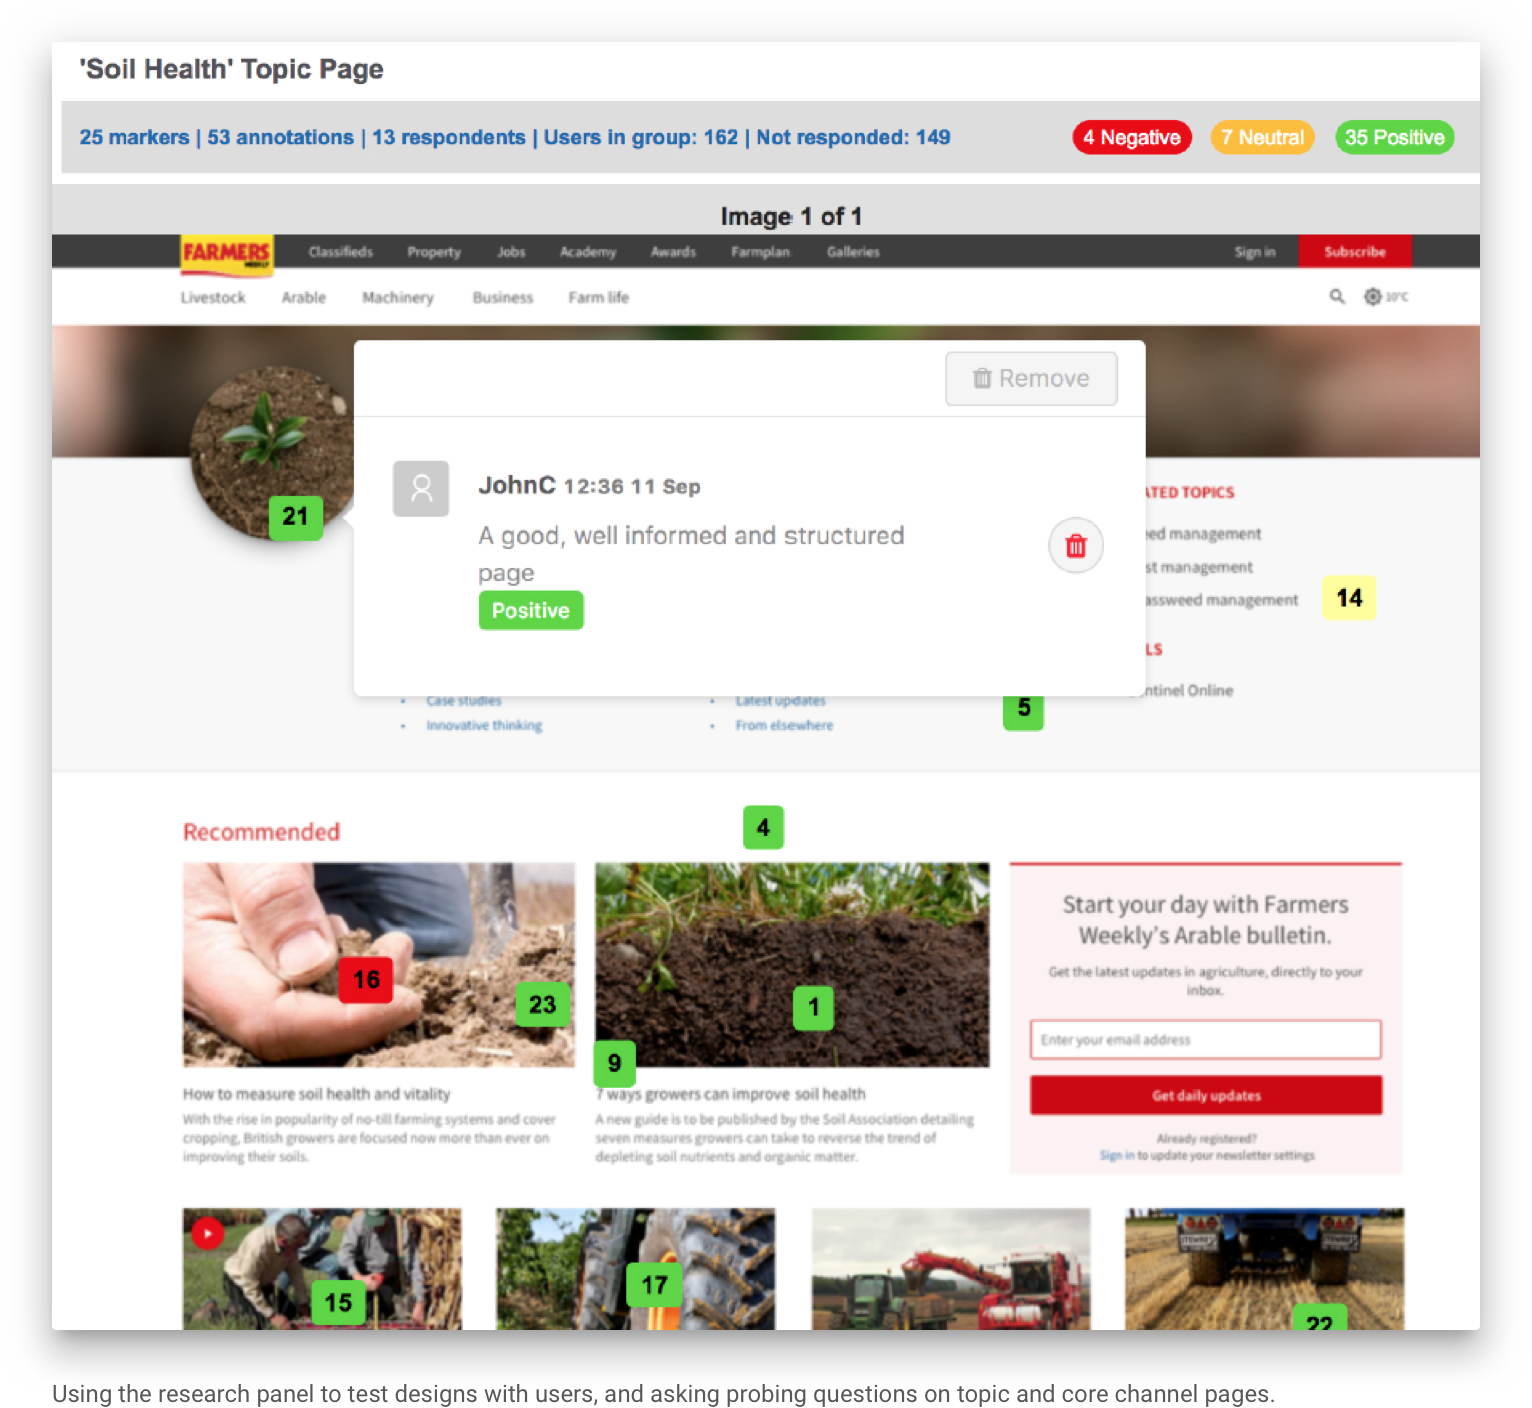 'Soil Health' Topic Page
25 markers | 53 annotations | 13 respondents | Users in group: 162 | Not responded: 149
4 Negative
7 Neutral
35 Positive
Image 1 of 1
FARMERS
WEEKLY
Classifieds
Property
Jobs
Academy
Awards
Farmplan
Galleries
Sign in
Subscribe
Livestock
Arable
Machinery
Business
Farm life
10°C
Remove
JohnC 12:36 11 Sep
A good, well informed and structured
page
Positive
21
ATED TOPICS
ed management
st management
assweed management
14
LS
ntinel Online
Case studies
Latest updates
5
Innovative thinking
From elsewhere
4
Recommended
16
23
1
9
How to measure soil health and vitality
With the rise in popularity of no-till farming systems and cover
cropping, British growers are focused now more than ever on
improving their soils.
7 ways growers can improve soil health
A new guide is to be published by the Soil Association detailing
seven measures growers can take to reverse the trend of
depleting soil nutrients and organic matter.
Start your day with Farmers
Weekly's Arable bulletin.
Get the latest updates in agriculture, directly to your
inbox.
Enter your email address
Get daily updates
Already registered?
Sign in to update your newsletter settings
15
17
22
Using the research panel to test designs with users, and asking probing questions on topic and core channel pages.